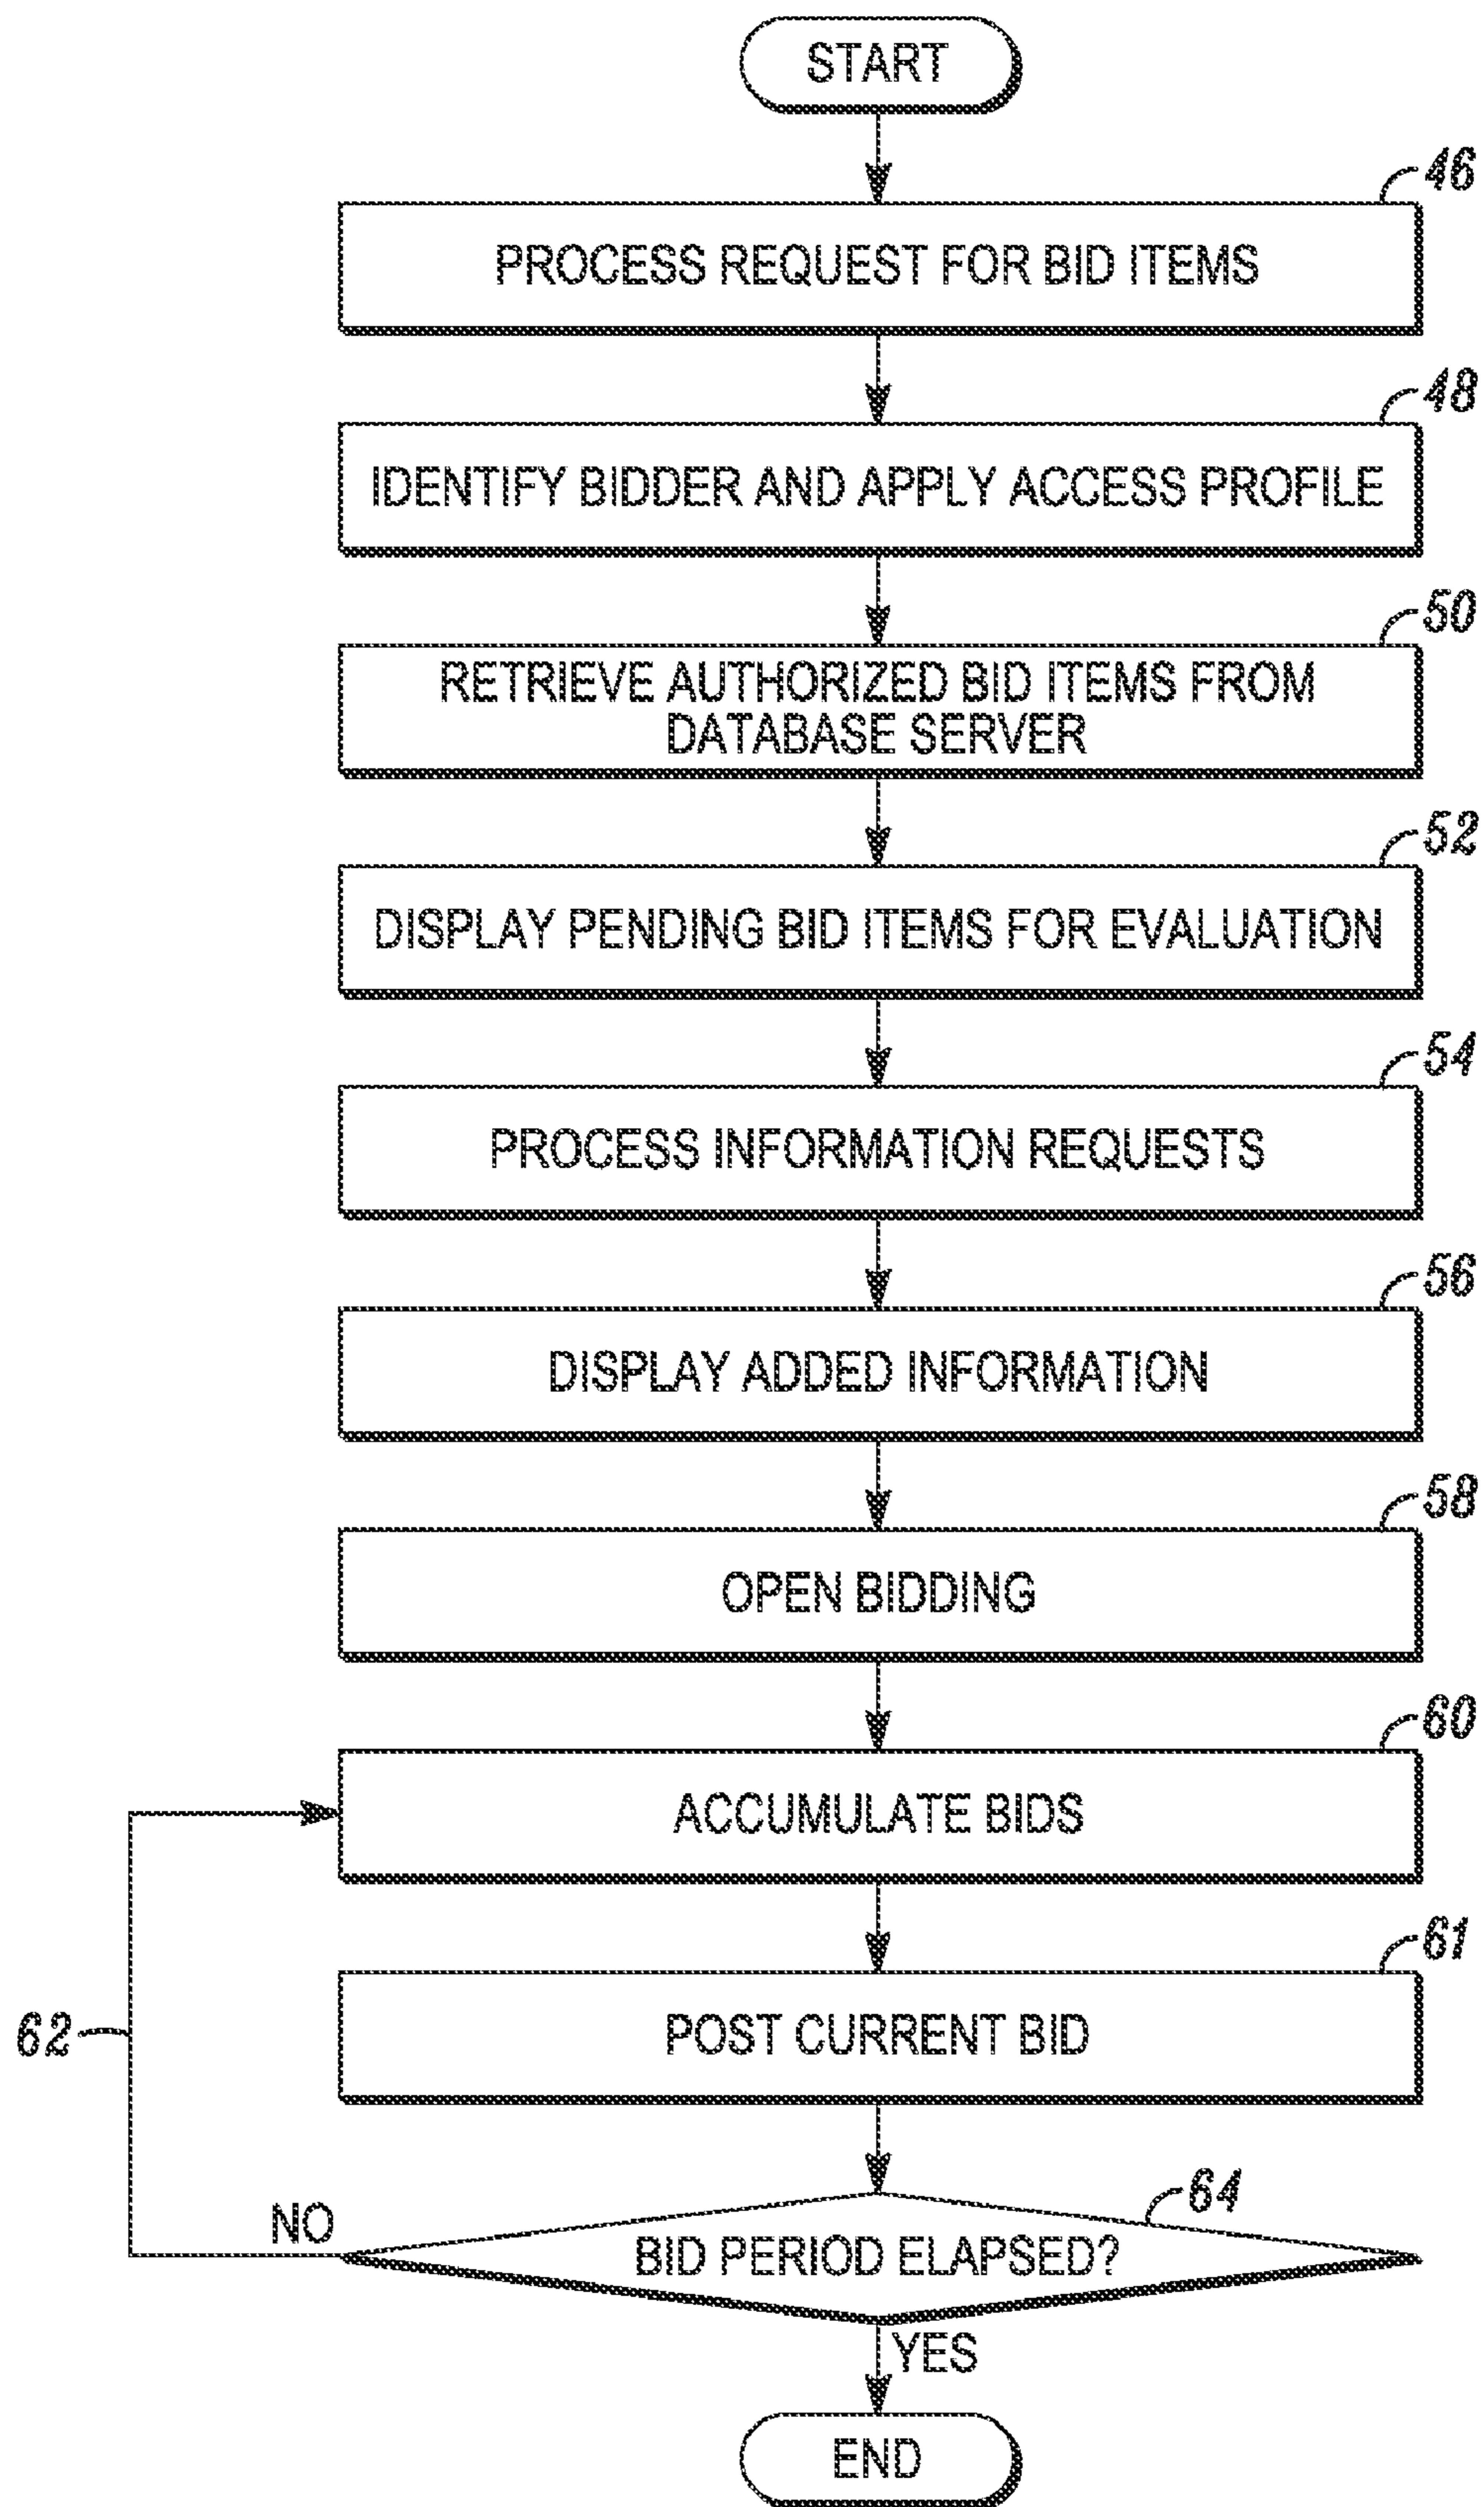 START
46
PROCESS REQUEST FOR BID ITEMS
48
IDENTIFY BIDDER AND APPLY ACCESS PROFILE
50
RETRIEVE AUTHORIZED BID ITEMS FROM
DATABASE SERVER
52
DISPLAY PENDING BID ITEMS FOR EVALUATION
54
PROCESS INFORMATION REQUESTS
56
DISPLAY ADDED INFORMATION
58
OPEN BIDDING
60
ACCUMULATE BIDS
61
POST CURRENT BID
62
64
NO
BID PERIOD ELAPSED?
YES
END